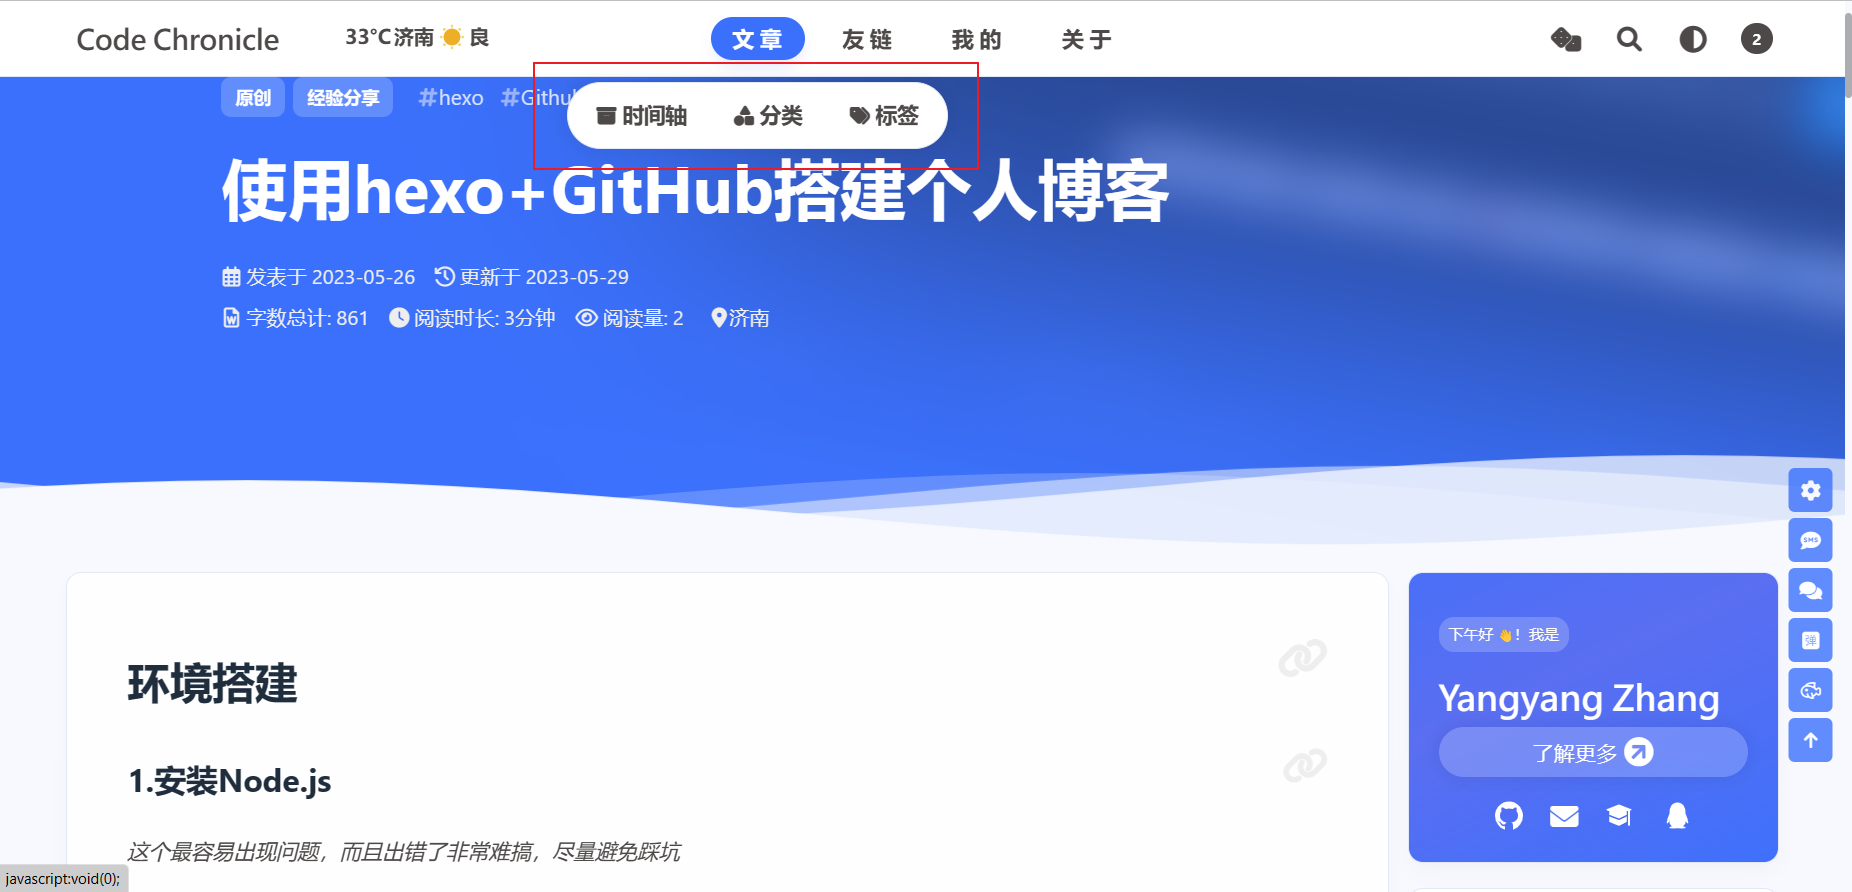 Code Chronicle
33°C 济南 良
文章 友链 我的 关于
2
原创 经验分享 #hexo #Githu
时间轴 分类 标签
使用hexo+GitHub搭建个人博客
发表于 2023-05-26 更新于 2023-05-29
字数总计: 861 阅读时长: 3分钟 阅读量: 2 济南
SMS
弹
环境搭建
下午好👋！我是
Yangyang Zhang
了解更多
1.安装Node.js
这个最容易出现问题，而且出错了非常难搞，尽量避免踩坑
javascript:void(0);